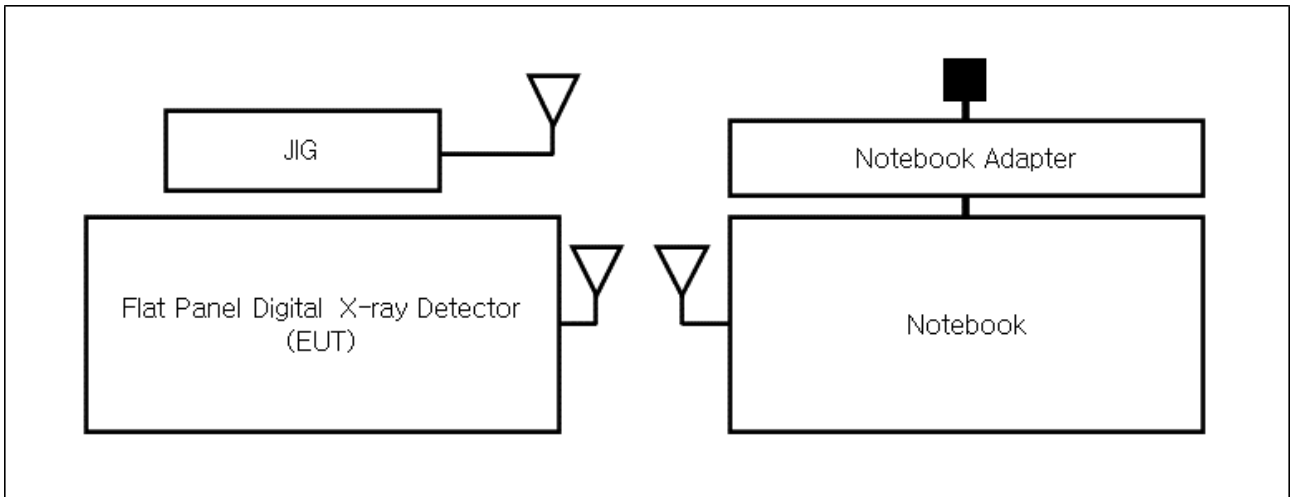 JIG
Notebook Adapter
Flat Panel Digital X-ray Detector
(EUT)
Notebook